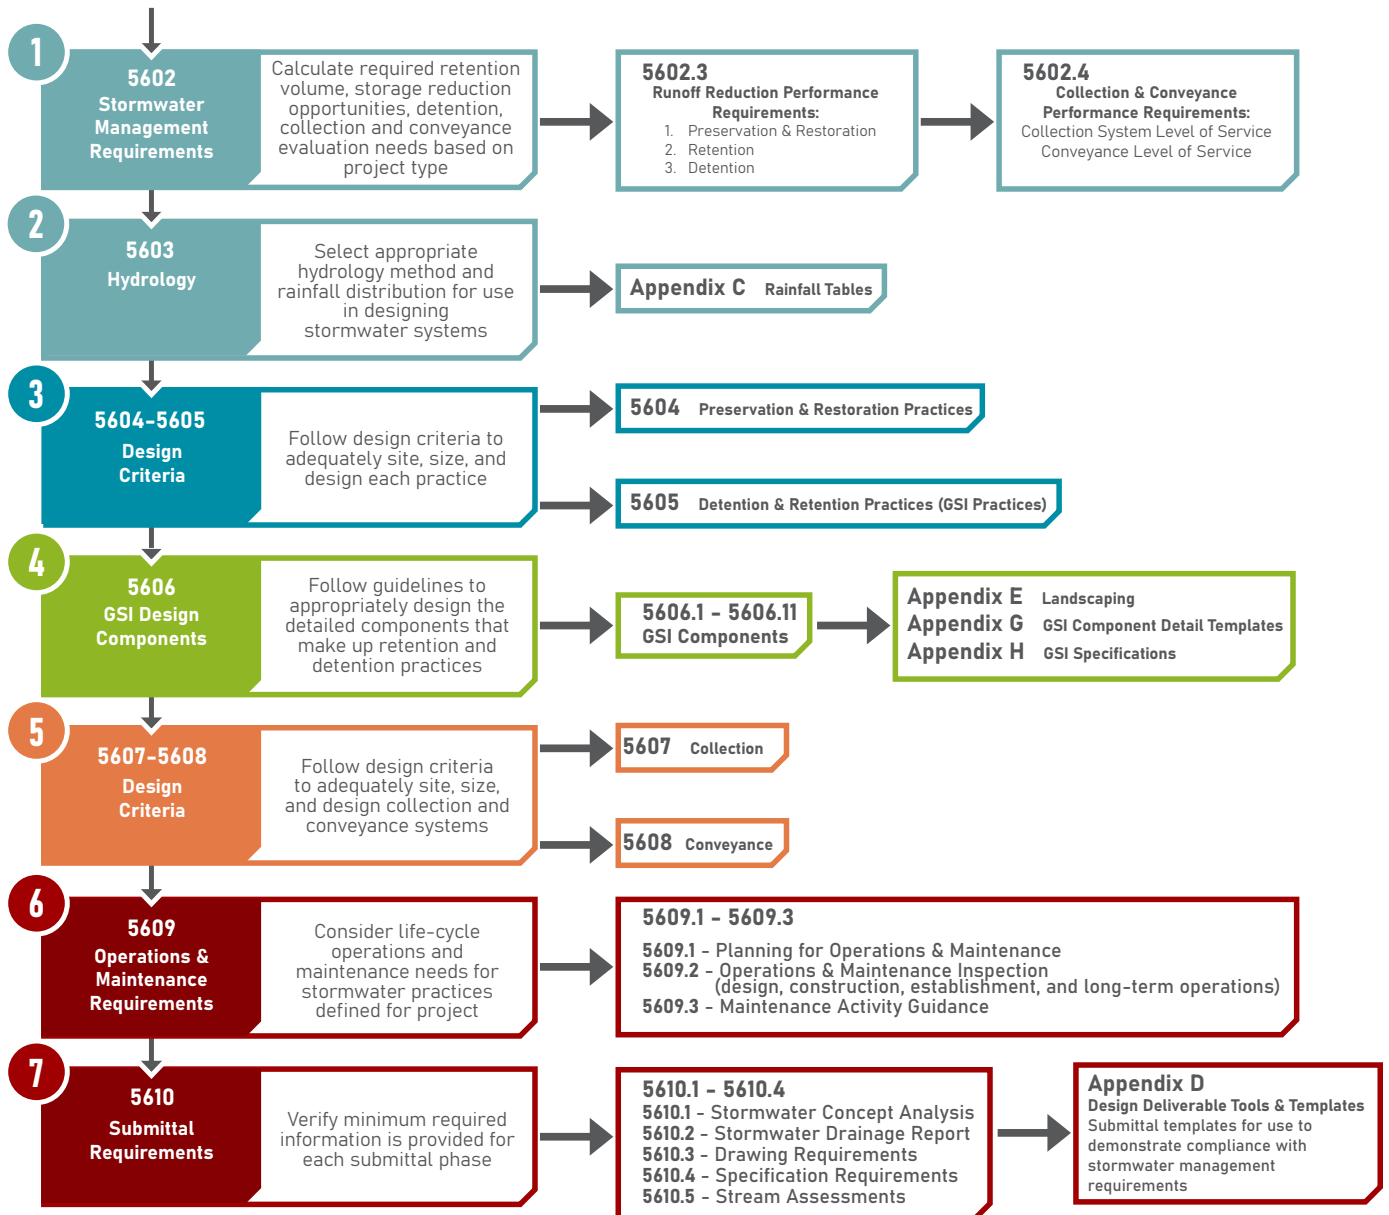 1
5602
Stormwater
Management
Requirements
Calculate required retention
volume, storage reduction
opportunities, detention,
collection and conveyance
evaluation needs based on
project type
5602.3
Runoff Reduction Performance
Requirements:
1. Preservation & Restoration
2. Retention
3. Detention
5602.4
Collection & Conveyance
Performance Requirements:
Collection System Level of Service
Conveyance Level of Service
2
5603
Hydrology
Select appropriate
hydrology method and
rainfall distribution for use
in designing
stormwater systems
Appendix C Rainfall Tables
3
5604-5605
Design
Criteria
Follow design criteria to
adequately site, size, and
design each practice
5604 Preservation & Restoration Practices
5605 Detention & Retention Practices (GSI Practices)
4
5606
GSI Design
Components
Follow guidelines to
appropriately design the
detailed components that
make up retention and
detention practices
5606.1 - 5606.11
GSI Components
Appendix E Landscaping
Appendix G GSI Component Detail Templates
Appendix H GSI Specifications
5
5607-5608
Design
Criteria
Follow design criteria
to adequately site, size,
and design collection and
conveyance systems
5607 Collection
5608 Conveyance
6
5609
Operations &
Maintenance
Requirements
Consider life-cycle
operations and
maintenance needs for
stormwater practices
defined for project
5609.1 - 5609.3
5609.1 - Planning for Operations & Maintenance
5609.2 - Operations & Maintenance Inspection
(design, construction, establishment, and long-term operations)
5609.3 - Maintenance Activity Guidance
7
5610
Submittal
Requirements
Verify minimum required
information is provided for
each submittal phase
5610.1 - 5610.4
5610.1 - Stormwater Concept Analysis
5610.2 - Stormwater Drainage Report
5610.3 - Drawing Requirements
5610.4 - Specification Requirements
5610.5 - Stream Assessments
Appendix D
Design Deliverable Tools & Templates
Submittal templates for use to
demonstrate compliance with
stormwater management
requirements